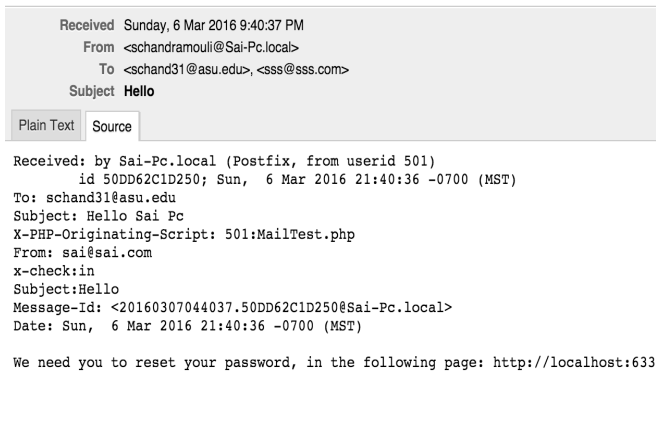 Received Sunday, 6 Mar 2016 9:40:37 PM
From <schandramouli@Sai-Pc.local>
To <schand31@asu.edu>, <sss@sss.com>
Subject Hello
Plain Text Source
Received: by Sai-Pc.local (Postfix, from userid 501)
id 50DD62C1D250; Sun, 6 Mar 2016 21:40:36 -0700 (MST)
To: schand31@asu.edu
Subject: Hello Sai Pc
X-PHP-Originating-Script: 501:MailTest.php
From: sai@sai.com
x-check:in
Subject:Hello
Message-Id: <20160307044037.50DD62C1D250@Sai-Pc.local>
Date: Sun, 6 Mar 2016 21:40:36 -0700 (MST)
We need you to reset your password, in the following page: http://localhost:633